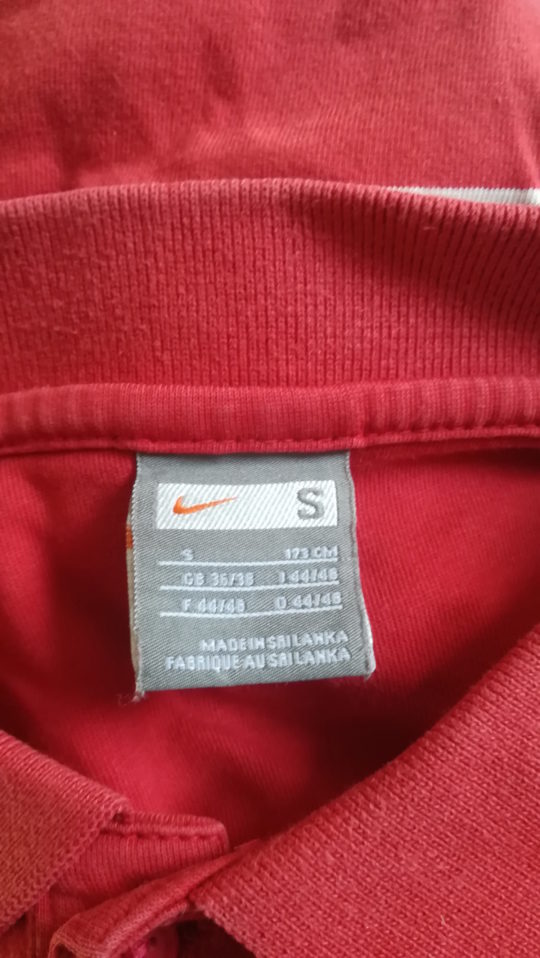 S
S 173 CM
GB 36/38 I 44/46
F 44/46 D 44/46
MADE IN SRI LANKA
FABRIQUE AU SRI LANKA